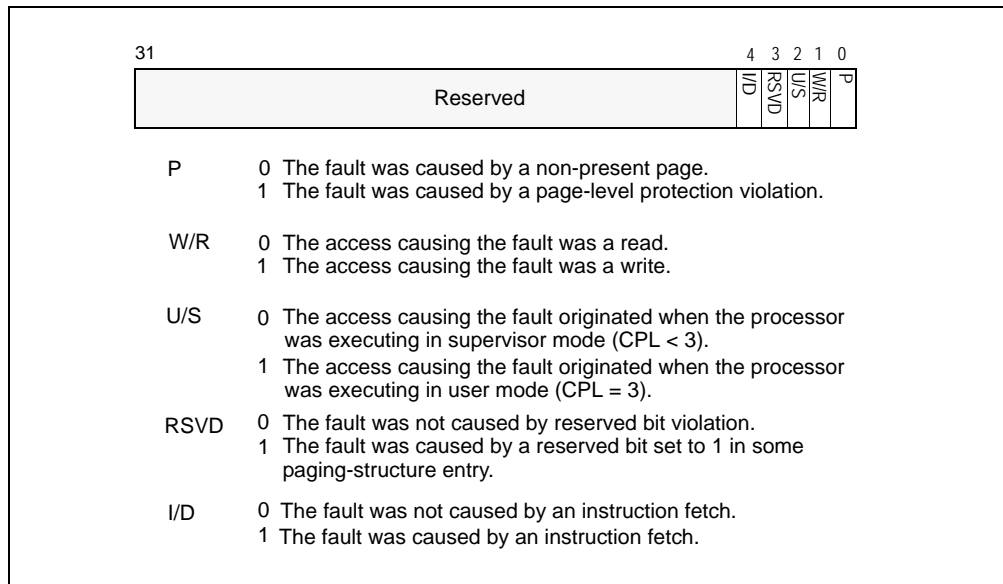 31 4 3 2 1 0
Reserved I/D RSVD U/S W/R P
P 0 The fault was caused by a non-present page.
1 The fault was caused by a page-level protection violation.
W/R 0 The access causing the fault was a read.
1 The access causing the fault was a write.
U/S 0 The access causing the fault originated when the processor
was executing in supervisor mode (CPL < 3).
1 The access causing the fault originated when the processor
was executing in user mode (CPL = 3).
RSVD 0 The fault was not caused by reserved bit violation.
1 The fault was caused by a reserved bit set to 1 in some
paging-structure entry.
I/D 0 The fault was not caused by an instruction fetch.
1 The fault was caused by an instruction fetch.